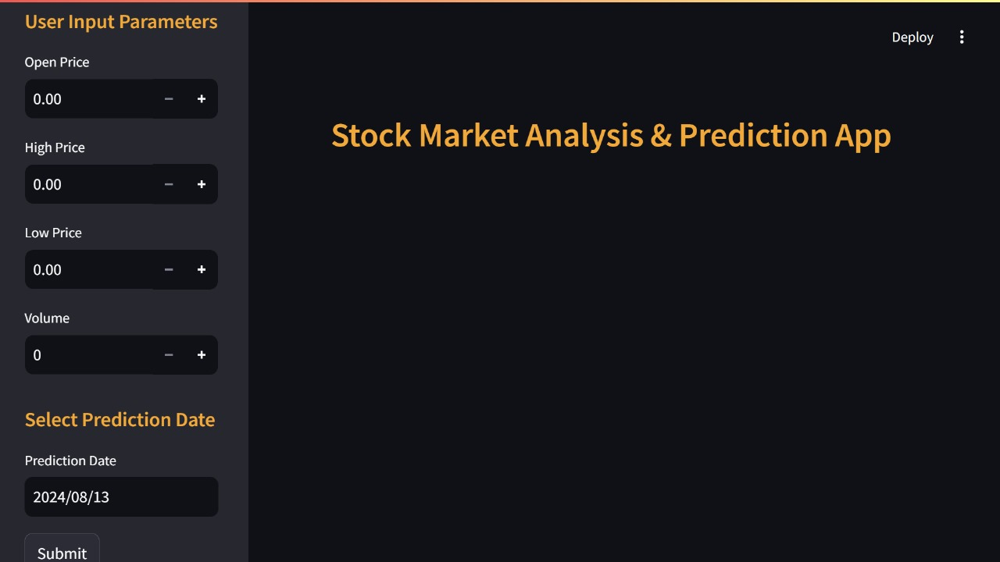 User Input Parameters
Open Price
0.00
High Price
0.00
Low Price
0.00
Volume
0
Select Prediction Date
Prediction Date
2024/08/13
Submit
Deploy
Stock Market Analysis & Prediction App